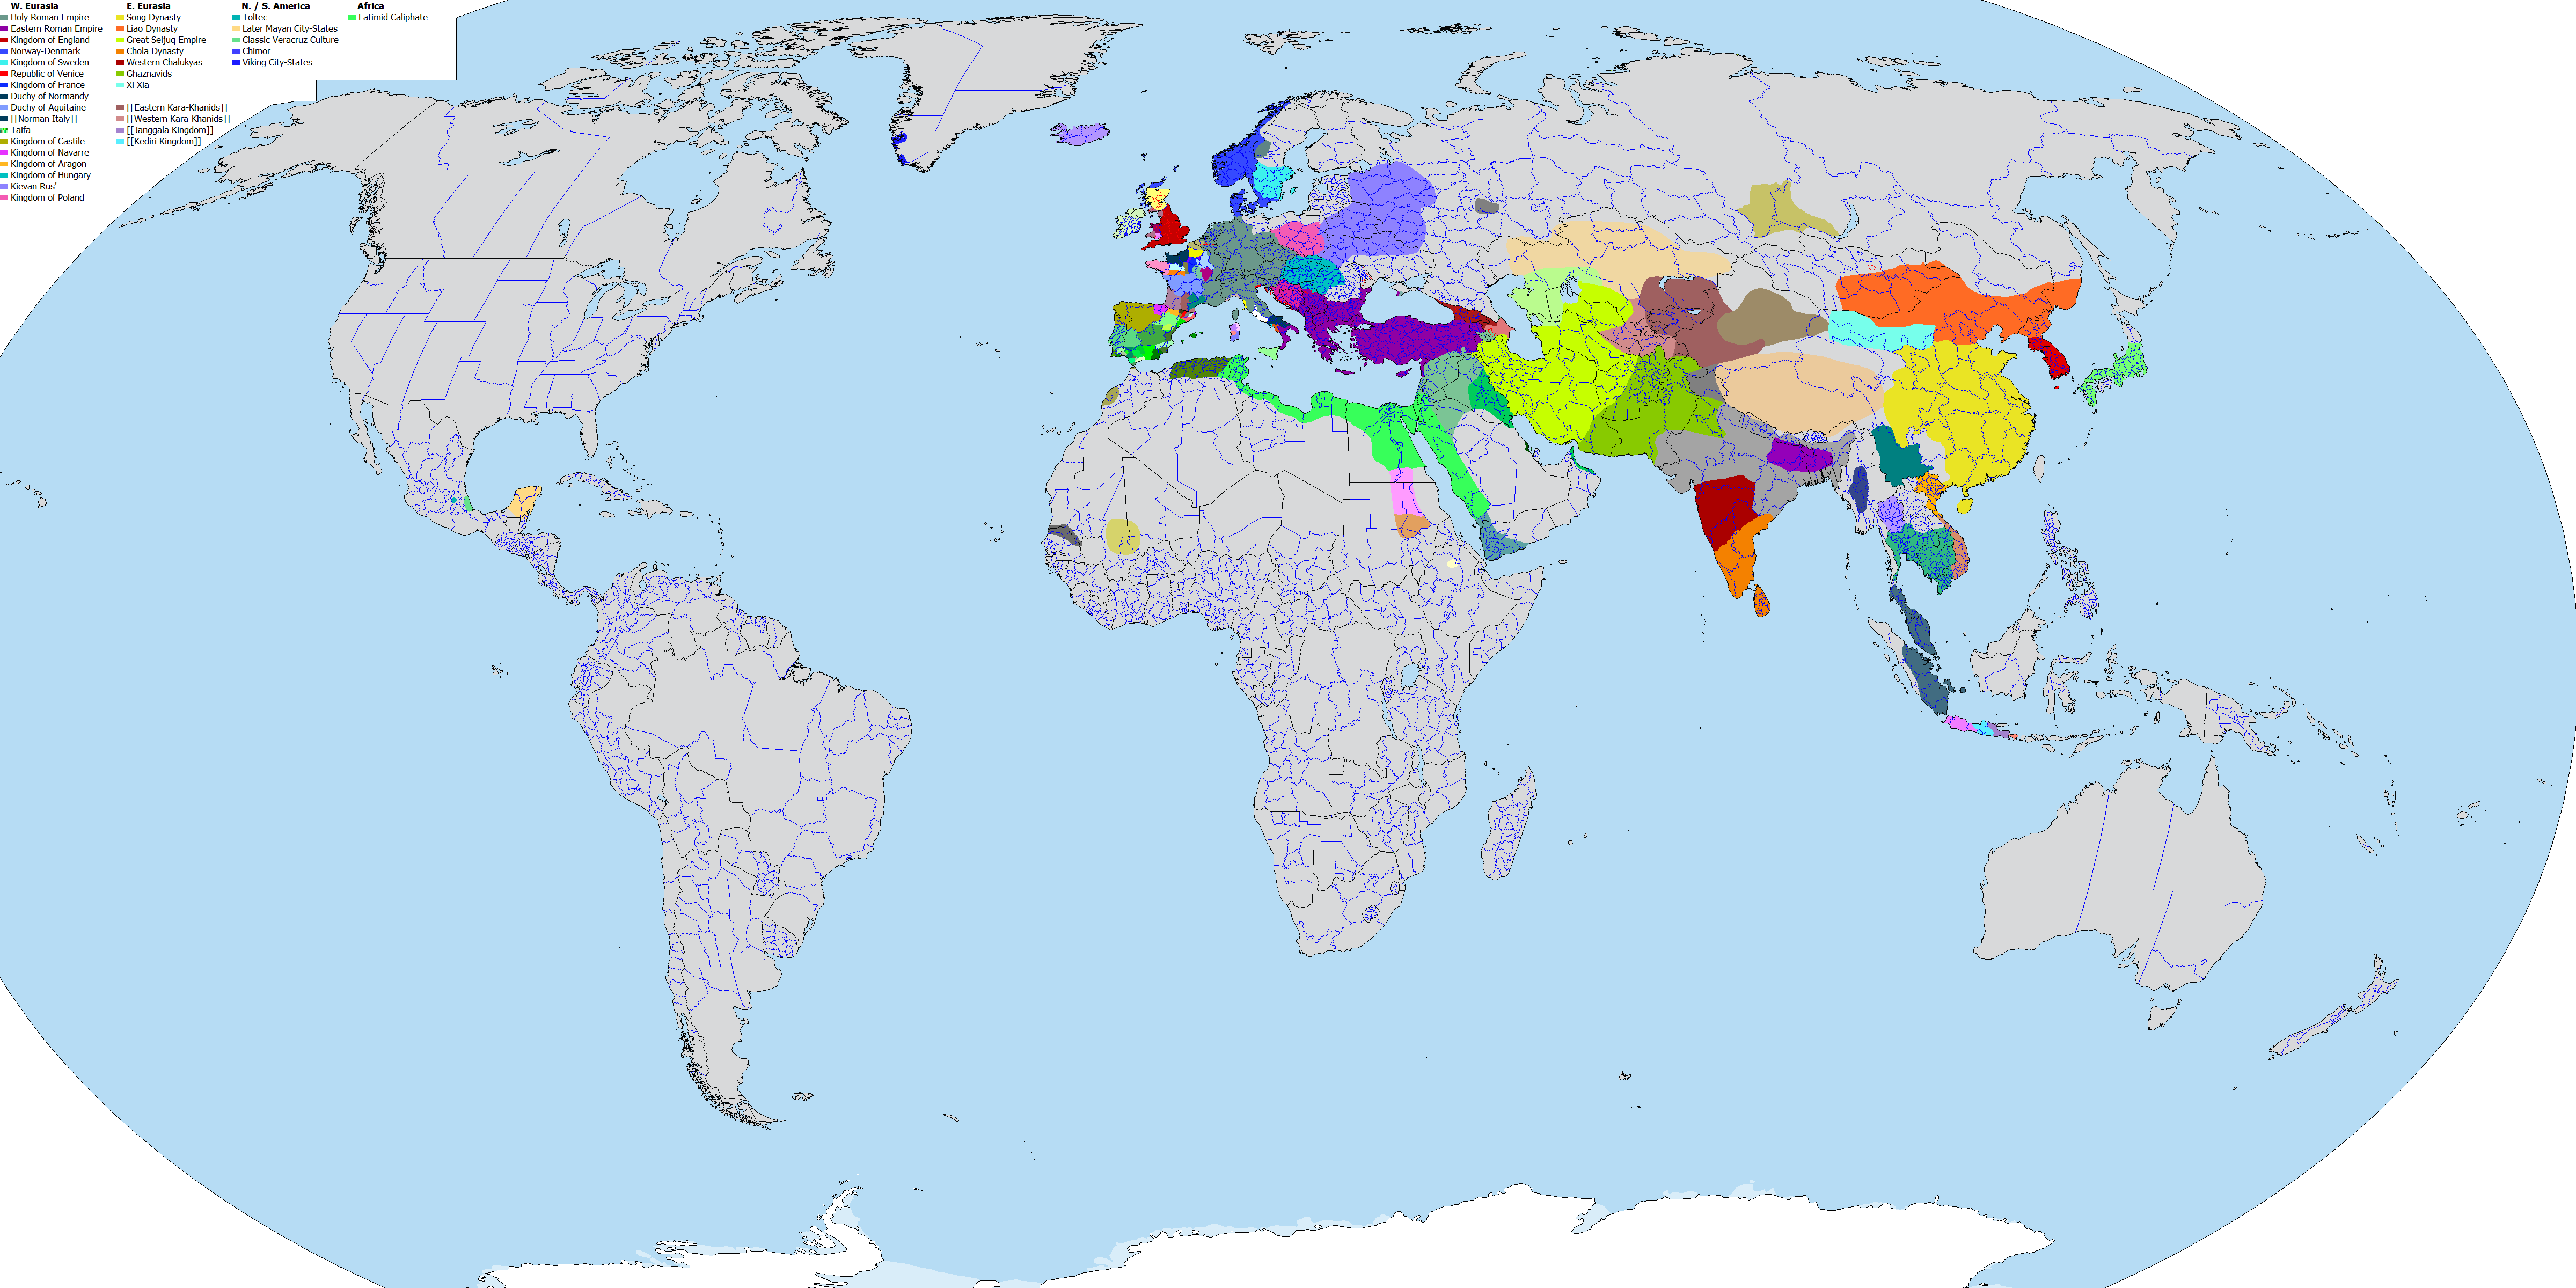 W. Eurasia
Holy Roman Empire
Eastern Roman Empire
Kingdom of England
Norway-Denmark
Kingdom of Sweden
Republic of Venice
Kingdom of France
Duchy of Normandy
Duchy of Aquitaine
[[Norman Italy]]
Taifa
Kingdom of Castile
Kingdom of Navarre
Kingdom of Aragon
Kingdom of Hungary
Kievan Rus'
Kingdom of Poland
E. Eurasia
Song Dynasty
Liao Dynasty
Great Seljuq Empire
Chola Dynasty
Western Chalukyas
Ghaznavids
Xi Xia
[[Eastern Kara-Khanids]]
[[Western Kara-Khanids]]
[[Janggala Kingdom]]
[[Kediri Kingdom]]
N. / S. America
Toltec
Later Mayan City-States
Classic Veracruz Culture
Chimor
Viking City-States
Africa
Fatimid Caliphate